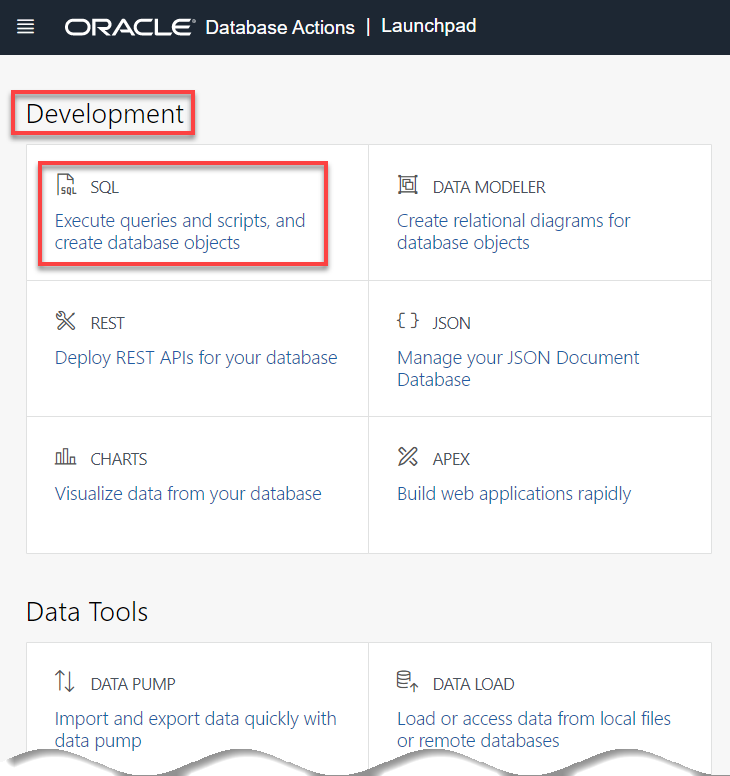 ORACLE® Database Actions | Launchpad
Development
SQL
Execute queries and scripts, and
create database objects
DATA MODELER
Create relational diagrams for
database objects
REST
Deploy REST APIs for your database
{ } JSON
Manage your JSON Document
Database
CHARTS
Visualize data from your database
APEX
Build web applications rapidly
Data Tools
DATA PUMP
Import and export data quickly with
data pump
DATA LOAD
Load or access data from local files
or remote databases